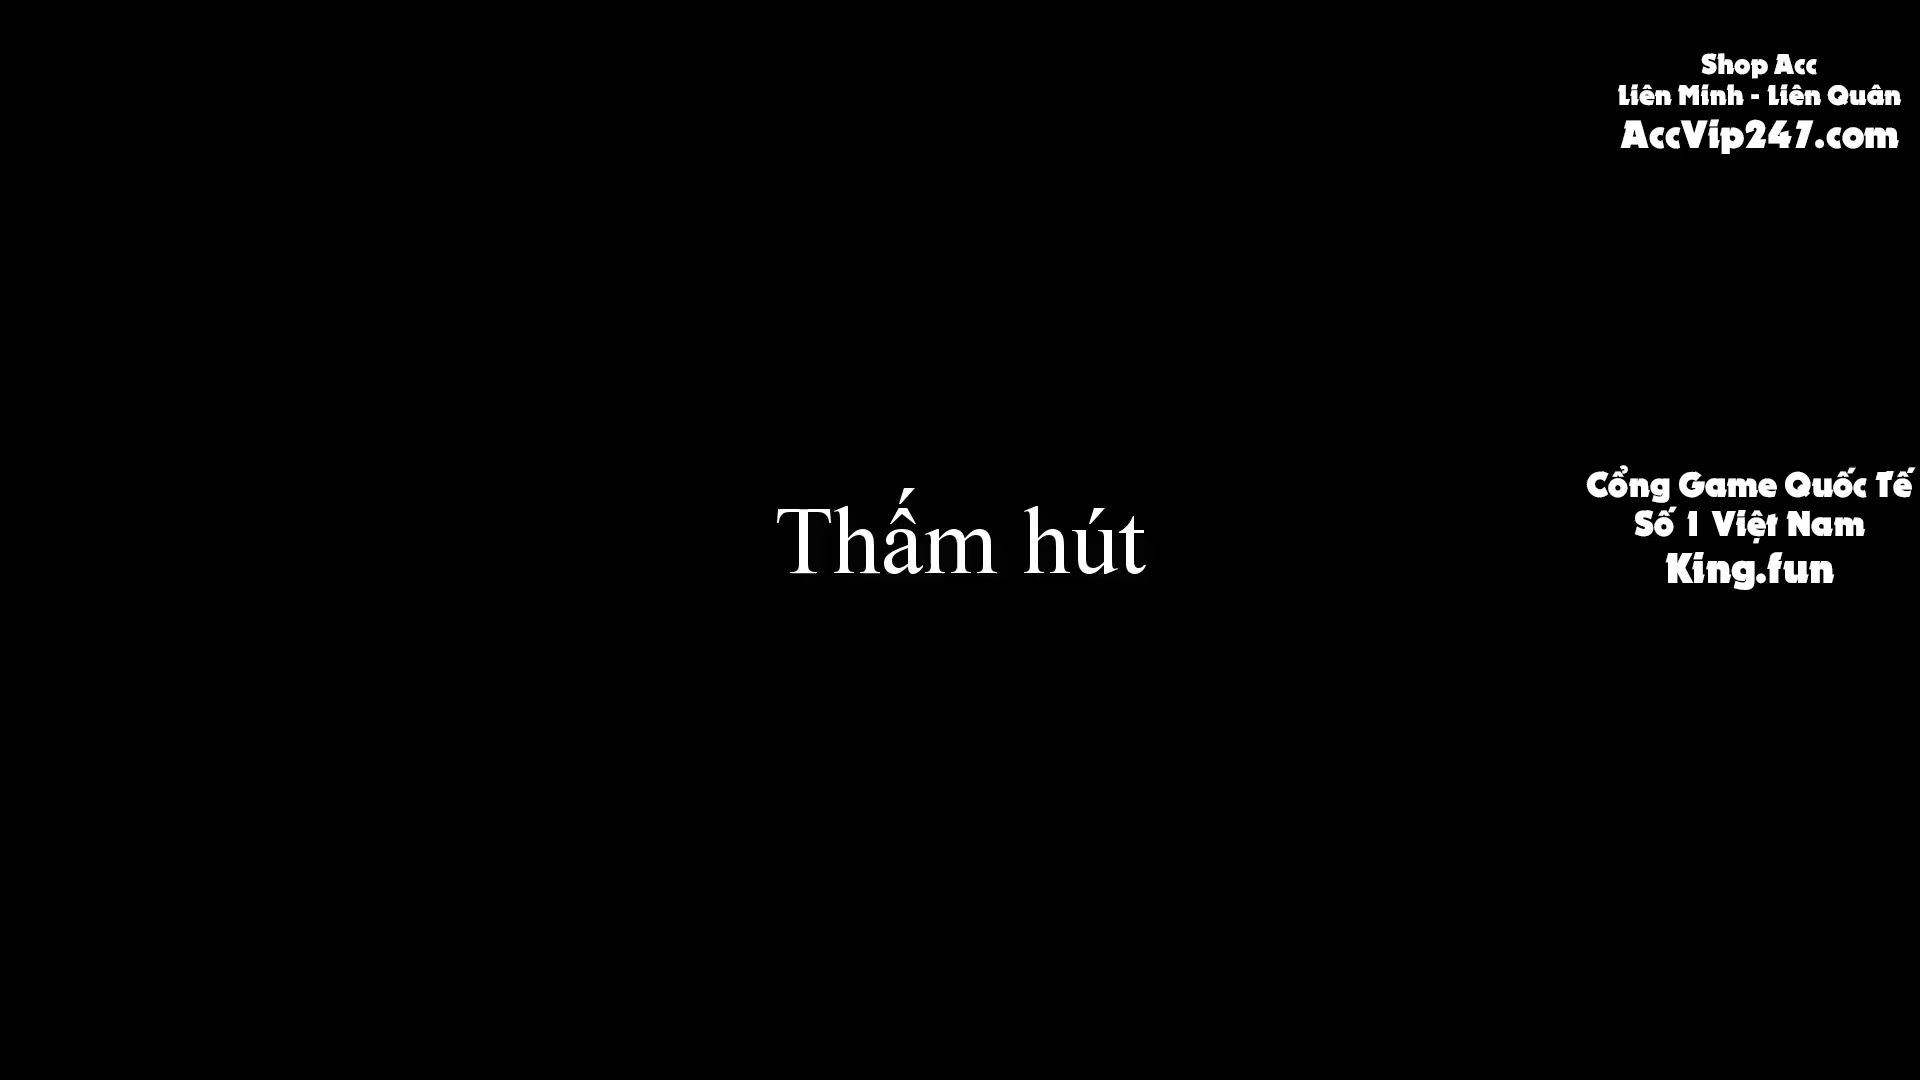 Shop Acc
Liên Minh - Liên Quân
AccVip247.com
Cổng Game Quốc Tế
Số 1 Việt Nam
King.fun
Thấm hút